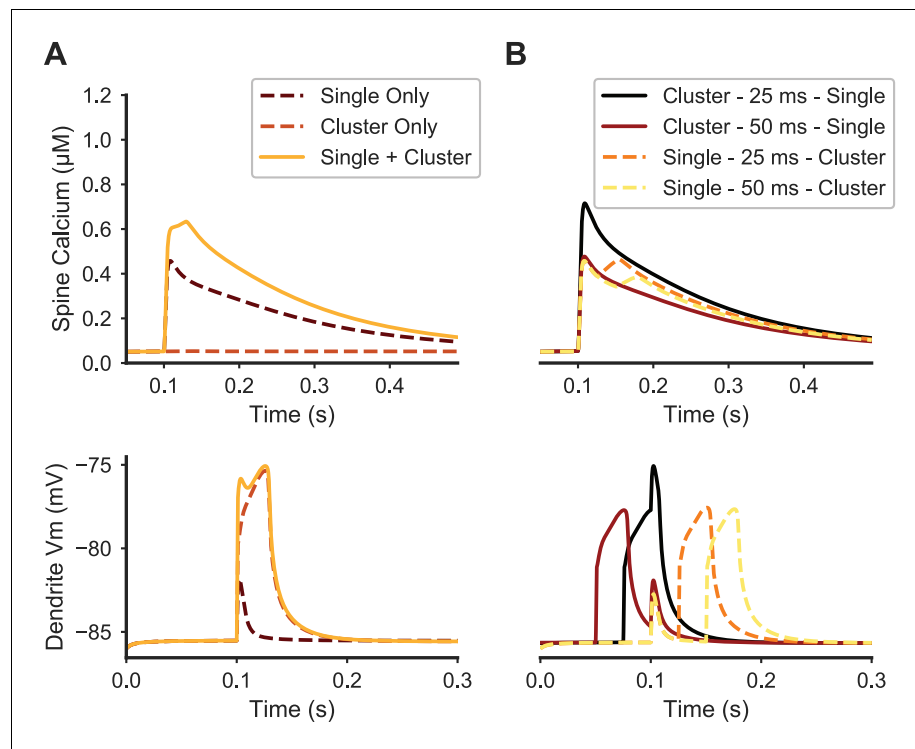 A
Single Only
Cluster Only
Single + Cluster
1.2
1.0
0.8
0.6
0.4
0.2
0.0
Spine Calcium (µM)
0.1 0.2 0.3 0.4
Time (s)
B
Cluster - 25 ms - Single
Cluster - 50 ms - Single
Single - 25 ms - Cluster
Single - 50 ms - Cluster
0.1 0.2 0.3 0.4
Time (s)
−75
−80
−85
Dendrite Vm (mV)
0.0 0.1 0.2 0.3
Time (s)
0.0 0.1 0.2 0.3
Time (s)